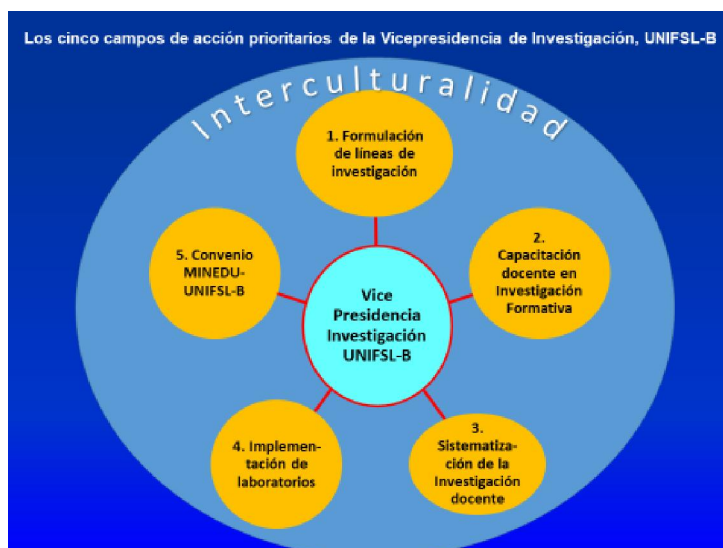 Los cinco campos de acción prioritarios de la Vicepresidencia de Investigación, UNIFSL-B
Interculturalidad
1. Formulación
de líneas de
investigación
2.
Capacitación
docente en
Investigación
Formativa
3.
Sistematiza-
ción de la
Investigación
docente
4. Implemen-
tación de
laboratorios
5. Convenio
MINEDU-
UNIFSL-B
Vice
Presidencia
Investigación
UNIFSL-B